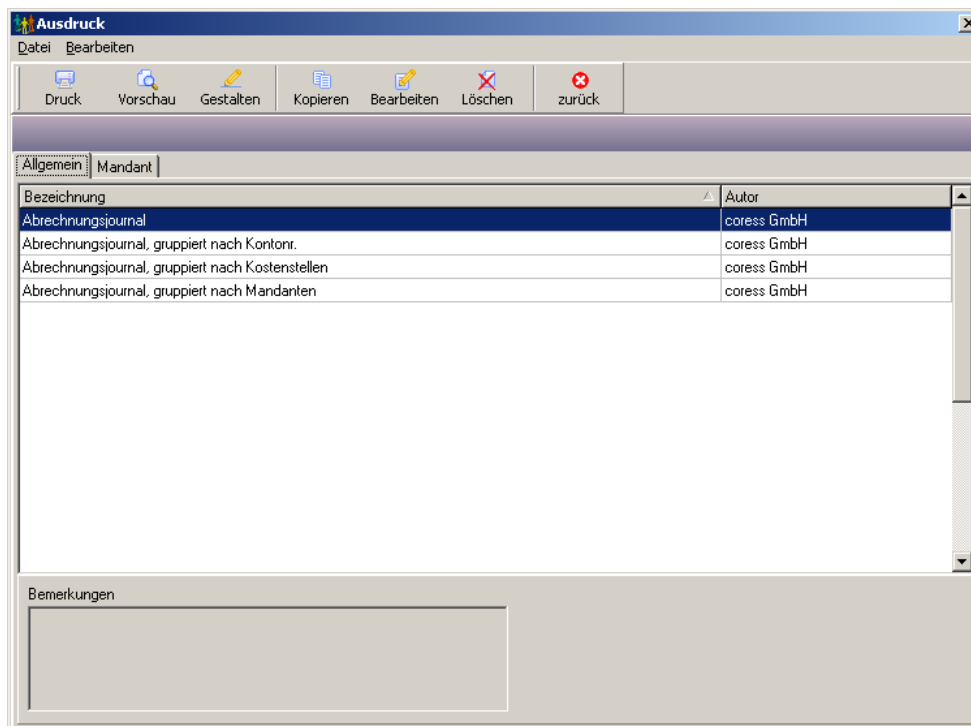 Ausdruck
Datei Bearbeiten
Druck Vorschau Gestalten Kopieren Bearbeiten Löschen zurück
Allgemein Mandant
Bezeichnung Autor
Abrechnungsjournal coress GmbH
Abrechnungsjournal, gruppiert nach Kontonr. coress GmbH
Abrechnungsjournal, gruppiert nach Kostenstellen coress GmbH
Abrechnungsjournal, gruppiert nach Mandanten coress GmbH
Bemerkungen